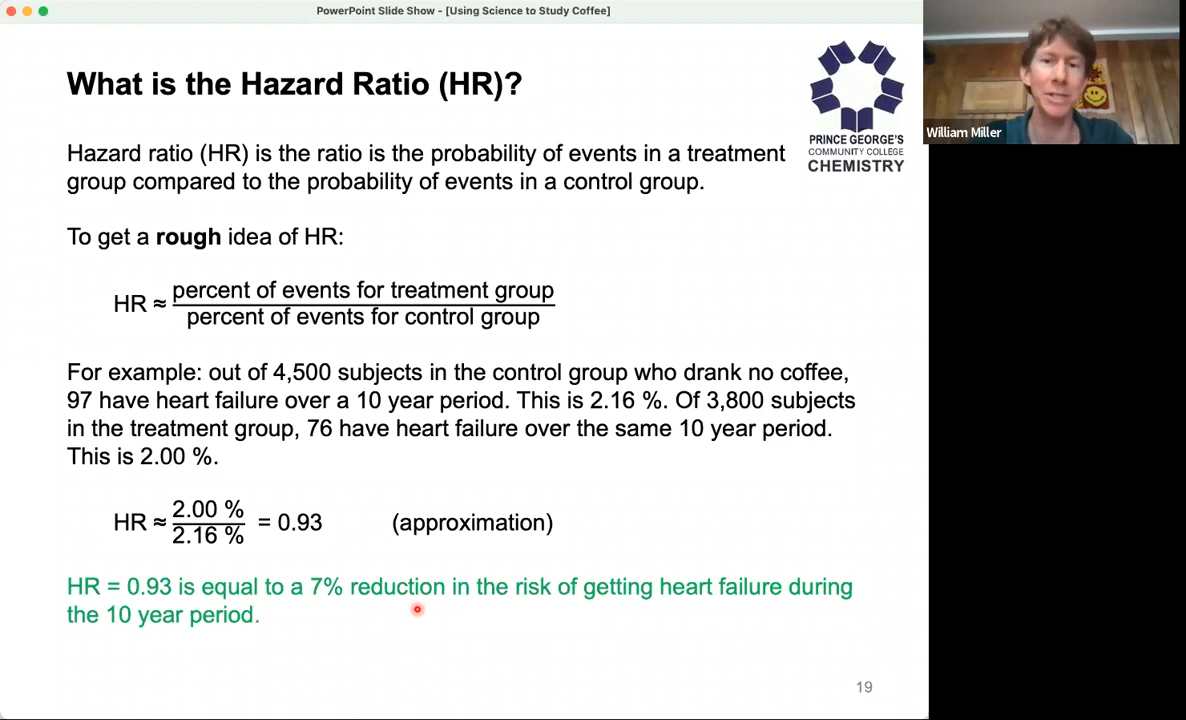 PowerPoint Slide Show - [Using Science to Study Coffee]
What is the Hazard Ratio (HR)?
PRINCE GEORGE'S
COMMUNITY COLLEGE
CHEMISTRY
William Miller
Hazard ratio (HR) is the ratio is the probability of events in a treatment
group compared to the probability of events in a control group.
To get a rough idea of HR:
HR ≈ percent of events for treatment group
percent of events for control group
For example: out of 4,500 subjects in the control group who drank no coffee,
97 have heart failure over a 10 year period. This is 2.16 %. Of 3,800 subjects
in the treatment group, 76 have heart failure over the same 10 year period.
This is 2.00 %.
HR ≈ 2.00 %
2.16 % = 0.93 (approximation)
HR = 0.93 is equal to a 7% reduction in the risk of getting heart failure during
the 10 year period.
19